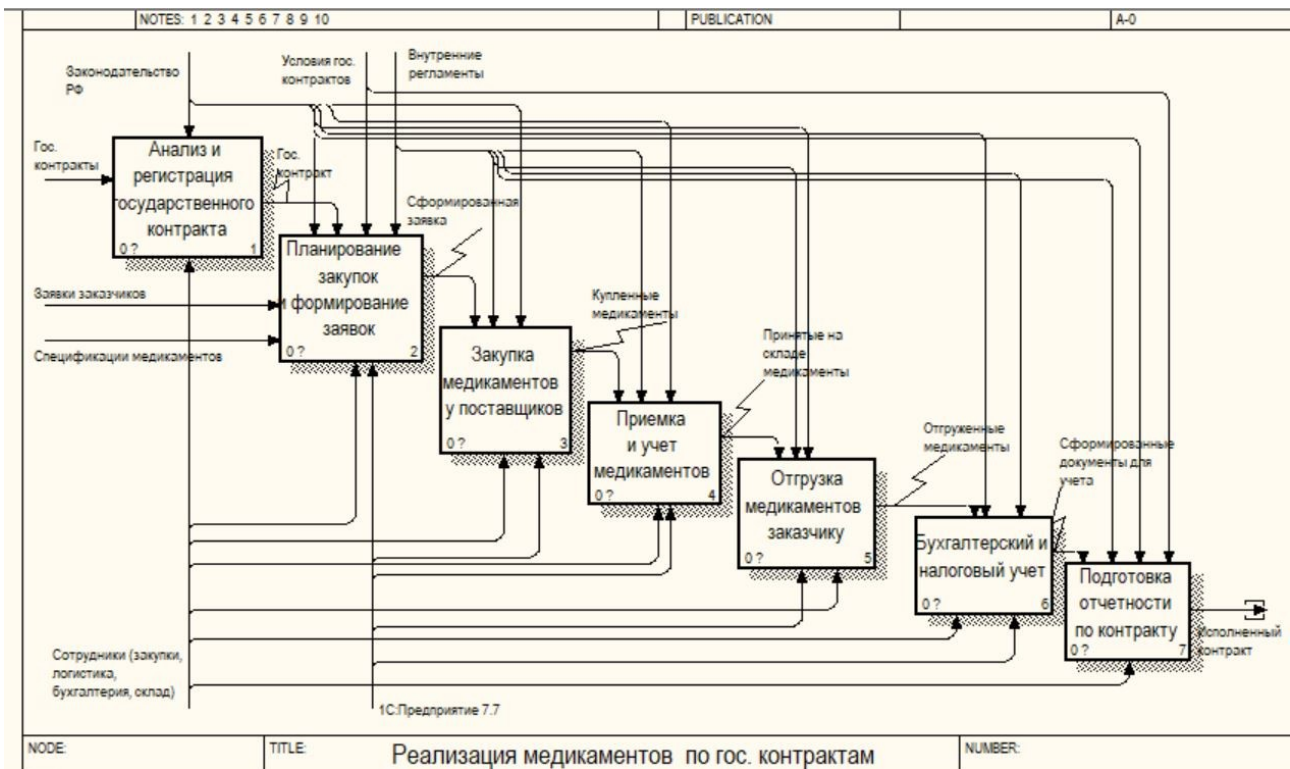 NOTES: 1 2 3 4 5 6 7 8 9 10
PUBLICATION
A-0
Законодательство
РФ
Условия гос.
контрактов
Внутренние
регламенты
Гос.
контракты
Анализ и
регистрация
государственного
контракта
0 ?
1
Гос.
контракт
Сформированная
заявка
Планирование
закупок
и формирование
заявок
0 ?
2
Заявки заказчиков
Спецификации медикаментов
Купленные
медикаменты
Закупка
медикаментов
у поставщиков
0 ?
3
Принятые на
складе
медикаменты
Приемка
и учет
медикаментов
0 ?
4
Отгруженные
медикаменты
Отгрузка
медикаментов
заказчику
0 ?
5
Сформированные
документы для
учета
Бухгалтерский и
налоговый учет
0 ?
6
Подготовка
отчетности
по контракту
0 ?
7
Исполненный
контракт
Сотрудники (закупки,
логистика,
бухгалтерия, склад)
1С:Предприятие 7.7
NODE:
TITLE:
Реализация медикаментов по гос. контрактам
NUMBER: